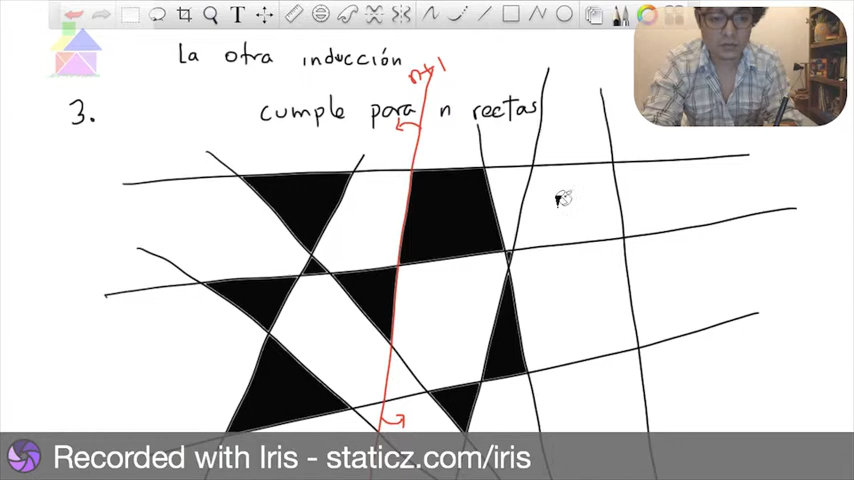 La otra inducción
n+1
3. cumple para n rectas
Recorded with Iris - staticz.com/iris